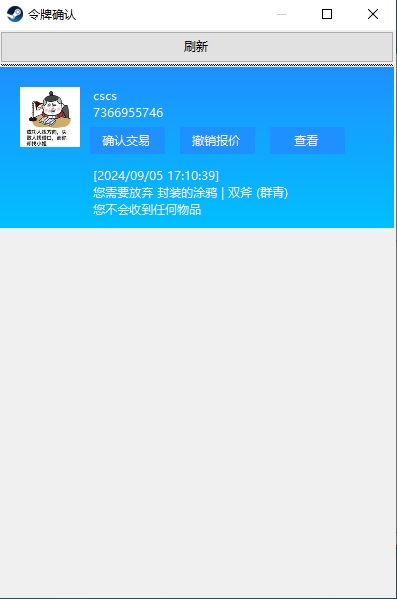 令牌确认
刷新
cscs
7366955746
确认交易 撤销报价 查看
[2024/09/05 17:10:39]
您需要放弃 封装的涂鸦 | 双斧 (群青)
您不会收到任何物品